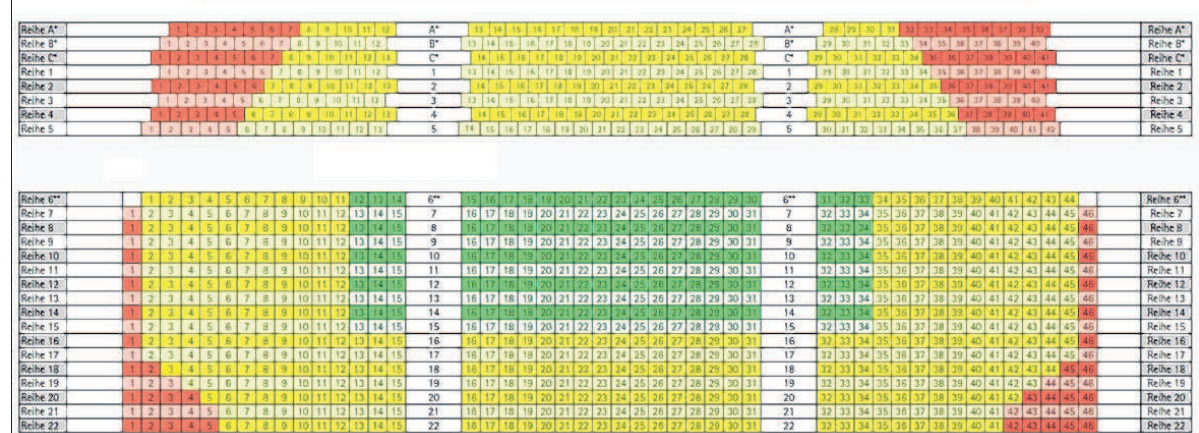 Reihe A* 1 2 3 4 5 6 7 8 9 10 11 12 A* 13 14 15 16 17 18 19 20 21 22 23 24 25 26 27 A* 28 29 30 31 32 33 34 35 36 37 38 39 Reihe A*
Reihe B* 1 2 3 4 5 6 7 8 9 10 11 12 B* 13 14 15 16 17 18 19 20 21 22 23 24 25 26 27 28 B* 29 30 31 32 33 34 35 36 37 38 39 40 Reihe B*
Reihe C* 1 2 3 4 5 6 7 8 9 10 11 12 13 C* 14 15 16 17 18 19 20 21 22 23 24 25 26 27 28 C* 29 30 31 32 33 34 35 36 37 38 39 40 41 Reihe C*
Reihe 1 1 2 3 4 5 6 7 8 9 10 11 12 1 13 14 15 16 17 18 19 20 21 22 23 24 25 26 27 28 1 29 30 31 32 33 34 35 36 37 38 39 40 Reihe 1
Reihe 2 1 2 3 4 5 6 7 8 9 10 11 12 13 2 14 15 16 17 18 19 20 21 22 23 24 25 26 27 28 2 29 30 31 32 33 34 35 36 37 38 39 40 41 Reihe 2
Reihe 3 1 2 3 4 5 6 7 8 9 10 11 12 3 13 14 15 16 17 18 19 20 21 22 23 24 25 26 27 28 3 29 30 31 32 33 34 35 36 37 38 39 40 Reihe 3
Reihe 4 1 2 3 4 5 6 7 8 9 10 11 12 13 4 14 15 16 17 18 19 20 21 22 23 24 25 26 27 28 4 29 30 31 32 33 34 35 36 37 38 39 40 41 Reihe 4
Reihe 5 1 2 3 4 5 6 7 8 9 10 11 12 13 5 14 15 16 17 18 19 20 21 22 23 24 25 26 27 28 29 5 30 31 32 33 34 35 36 37 38 39 40 41 42 Reihe 5
Reihe 6** 1 2 3 4 5 6 7 8 9 10 11 12 13 14 6** 15 16 17 18 19 20 21 22 23 24 25 26 27 28 29 30 6** 31 32 33 34 35 36 37 38 39 40 41 42 43 44 Reihe 6**
Reihe 7 1 2 3 4 5 6 7 8 9 10 11 12 13 14 15 7 16 17 18 19 20 21 22 23 24 25 26 27 28 29 30 31 7 32 33 34 35 36 37 38 39 40 41 42 43 44 45 46 Reihe 7
Reihe 8 1 2 3 4 5 6 7 8 9 10 11 12 13 14 15 8 16 17 18 19 20 21 22 23 24 25 26 27 28 29 30 31 8 32 33 34 35 36 37 38 39 40 41 42 43 44 45 46 Reihe 8
Reihe 9 1 2 3 4 5 6 7 8 9 10 11 12 13 14 15 9 16 17 18 19 20 21 22 23 24 25 26 27 28 29 30 31 9 32 33 34 35 36 37 38 39 40 41 42 43 44 45 46 Reihe 9
Reihe 10 1 2 3 4 5 6 7 8 9 10 11 12 13 14 15 10 16 17 18 19 20 21 22 23 24 25 26 27 28 29 30 31 10 32 33 34 35 36 37 38 39 40 41 42 43 44 45 46 Reihe 10
Reihe 11 1 2 3 4 5 6 7 8 9 10 11 12 13 14 15 11 16 17 18 19 20 21 22 23 24 25 26 27 28 29 30 31 11 32 33 34 35 36 37 38 39 40 41 42 43 44 45 46 Reihe 11
Reihe 12 1 2 3 4 5 6 7 8 9 10 11 12 13 14 15 12 16 17 18 19 20 21 22 23 24 25 26 27 28 29 30 31 12 32 33 34 35 36 37 38 39 40 41 42 43 44 45 46 Reihe 12
Reihe 13 1 2 3 4 5 6 7 8 9 10 11 12 13 14 15 13 16 17 18 19 20 21 22 23 24 25 26 27 28 29 30 31 13 32 33 34 35 36 37 38 39 40 41 42 43 44 45 46 Reihe 13
Reihe 14 1 2 3 4 5 6 7 8 9 10 11 12 13 14 15 14 16 17 18 19 20 21 22 23 24 25 26 27 28 29 30 31 14 32 33 34 35 36 37 38 39 40 41 42 43 44 45 46 Reihe 14
Reihe 15 1 2 3 4 5 6 7 8 9 10 11 12 13 14 15 15 16 17 18 19 20 21 22 23 24 25 26 27 28 29 30 31 15 32 33 34 35 36 37 38 39 40 41 42 43 44 45 46 Reihe 15
Reihe 16 1 2 3 4 5 6 7 8 9 10 11 12 13 14 15 16 16 17 18 19 20 21 22 23 24 25 26 27 28 29 30 31 16 32 33 34 35 36 37 38 39 40 41 42 43 44 45 46 Reihe 16
Reihe 17 1 2 3 4 5 6 7 8 9 10 11 12 13 14 15 17 16 17 18 19 20 21 22 23 24 25 26 27 28 29 30 31 17 32 33 34 35 36 37 38 39 40 41 42 43 44 45 46 Reihe 17
Reihe 18 1 2 3 4 5 6 7 8 9 10 11 12 13 14 15 18 16 17 18 19 20 21 22 23 24 25 26 27 28 29 30 31 18 32 33 34 35 36 37 38 39 40 41 42 43 44 45 46 Reihe 18
Reihe 19 1 2 3 4 5 6 7 8 9 10 11 12 13 14 15 19 16 17 18 19 20 21 22 23 24 25 26 27 28 29 30 31 19 32 33 34 35 36 37 38 39 40 41 42 43 44 45 46 Reihe 19
Reihe 20 1 2 3 4 5 6 7 8 9 10 11 12 13 14 15 20 16 17 18 19 20 21 22 23 24 25 26 27 28 29 30 31 20 32 33 34 35 36 37 38 39 40 41 42 43 44 45 46 Reihe 20
Reihe 21 1 2 3 4 5 6 7 8 9 10 11 12 13 14 15 21 16 17 18 19 20 21 22 23 24 25 26 27 28 29 30 31 21 32 33 34 35 36 37 38 39 40 41 42 43 44 45 46 Reihe 21
Reihe 22 1 2 3 4 5 6 7 8 9 10 11 12 13 14 15 22 16 17 18 19 20 21 22 23 24 25 26 27 28 29 30 31 22 32 33 34 35 36 37 38 39 40 41 42 43 44 45 46 Reihe 22